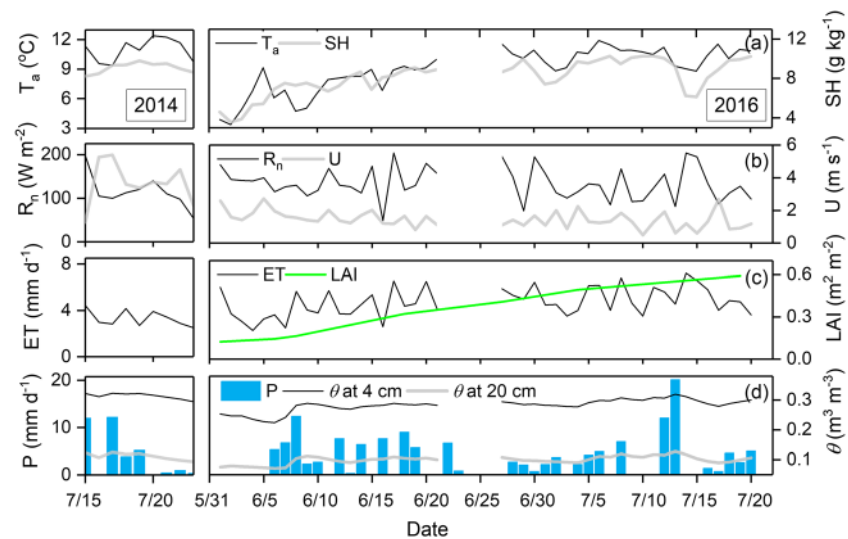 12 9 6 3
Tₐ (°C)
2014
Tₐ SH (a)
2016
12 8 4
SH (g kg⁻¹)
200 100 0
Rₙ (W m⁻²)
Rₙ U (b)
6 4 2 0
U (m s⁻¹)
8 4 0
ET (mm d⁻¹)
ET LAI (c)
0.6 0.3 0.0
LAI (m² m⁻²)
20 10 0
P (mm d⁻¹)
P θ at 4 cm θ at 20 cm (d)
0.3 0.2 0.1
θ (m³ m⁻³)
7/15 7/20 5/31 6/5 6/10 6/15 6/20 6/25 6/30 7/5 7/10 7/15 7/20
Date